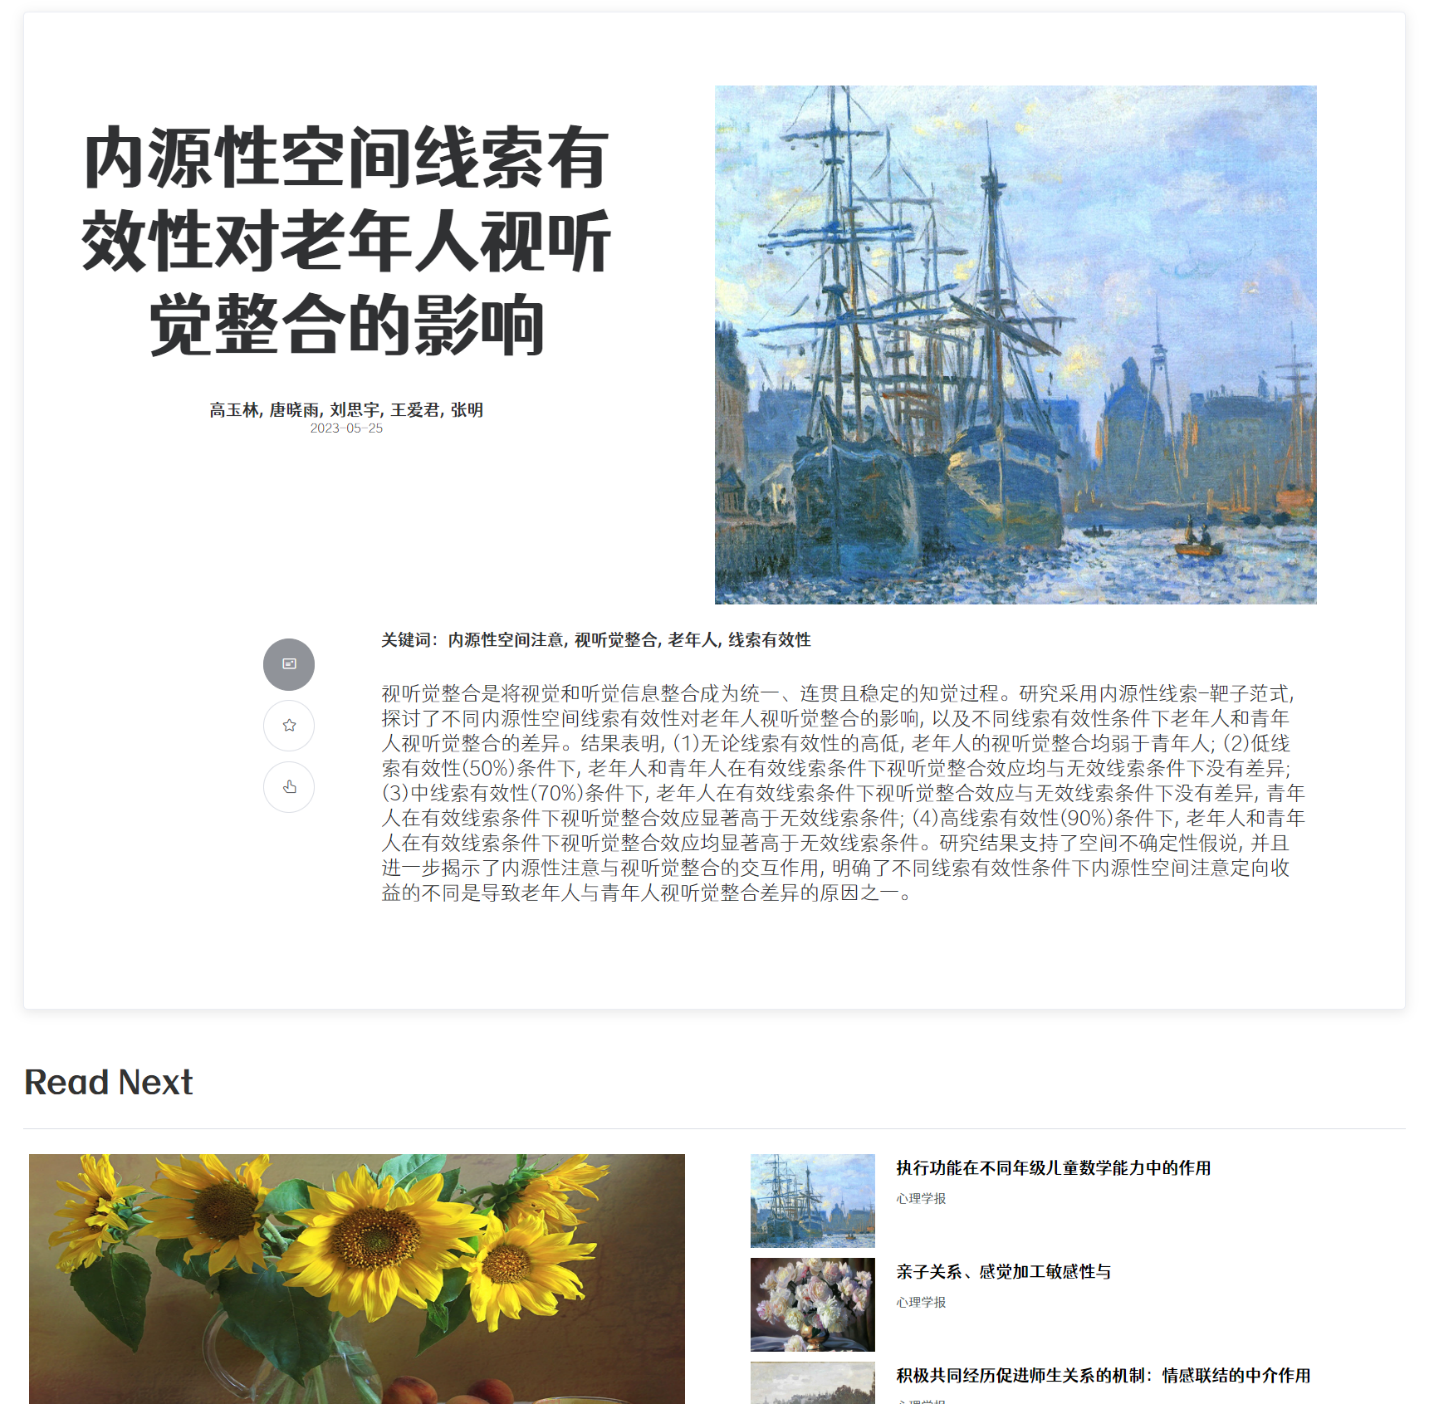 内源性空间线索有
效性对老年人视听
觉整合的影响
高玉林, 唐晓雨, 刘思宇, 王爱君, 张明
2023-05-25
关键词：内源性空间注意, 视听觉整合, 老年人, 线索有效性
视听觉整合是将视觉和听觉信息整合成为统一、连贯且稳定的知觉过程。研究采用内源性线索-靶子范式,
探讨了不同内源性空间线索有效性对老年人视听觉整合的影响, 以及不同线索有效性条件下老年人和青年
人视听觉整合的差异。结果表明, (1)无论线索有效性的高低, 老年人的视听觉整合均弱于青年人; (2)低线
索有效性(50%)条件下, 老年人和青年人在有效线索条件下视听觉整合效应均与无效线索条件下没有差异;
(3)中线索有效性(70%)条件下, 老年人在有效线索条件下视听觉整合效应与无效线索条件下没有差异, 青年
人在有效线索条件下视听觉整合效应显著高于无效线索条件; (4)高线索有效性(90%)条件下, 老年人和青年
人在有效线索条件下视听觉整合效应均显著高于无效线索条件。研究结果支持了空间不确定性假说, 并且
进一步揭示了内源性注意与视听觉整合的交互作用, 明确了不同线索有效性条件下内源性空间注意定向收
益的不同是导致老年人与青年人视听觉整合差异的原因之一。
Read Next
执行功能在不同年级儿童数学能力中的作用
心理学报
亲子关系、感觉加工敏感性与
心理学报
积极共同经历促进师生关系的机制：情感联结的中介作用
心理学报